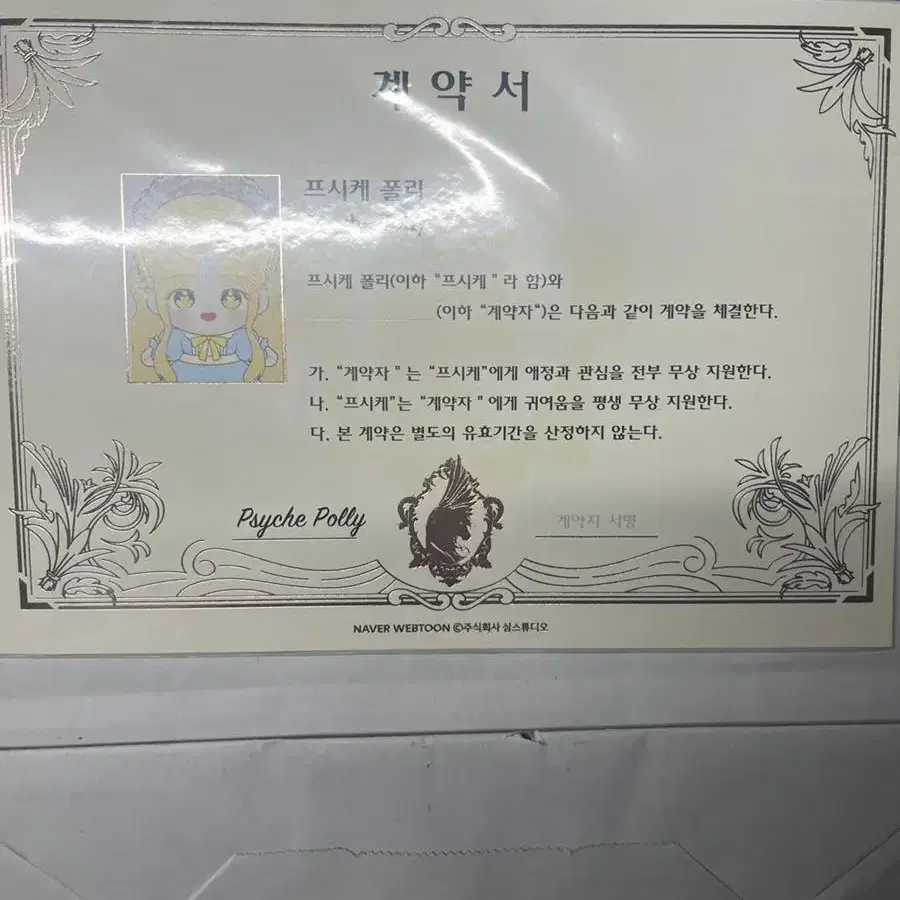 계약서
프시케 폴리
프시케 폴리(이하 "프시케"라 함)와
(이하 "계약자")은 다음과 같이 계약을 체결한다.
가. "계약자"는 "프시케"에게 애정과 관심을 전부 무상 지원한다.
나. "프시케"는 "계약자"에게 귀여움을 평생 무상 지원한다.
다. 본 계약은 별도의 유효기간을 산정하지 않는다.
Psyche Polly
계약자 서명
NAVER WEBTOON ©주식회사 삼스튜디오